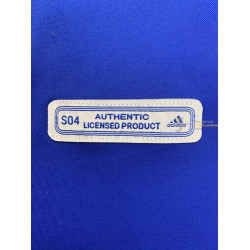 S04
AUTHENTIC
LICENSED PRODUCT
adidas